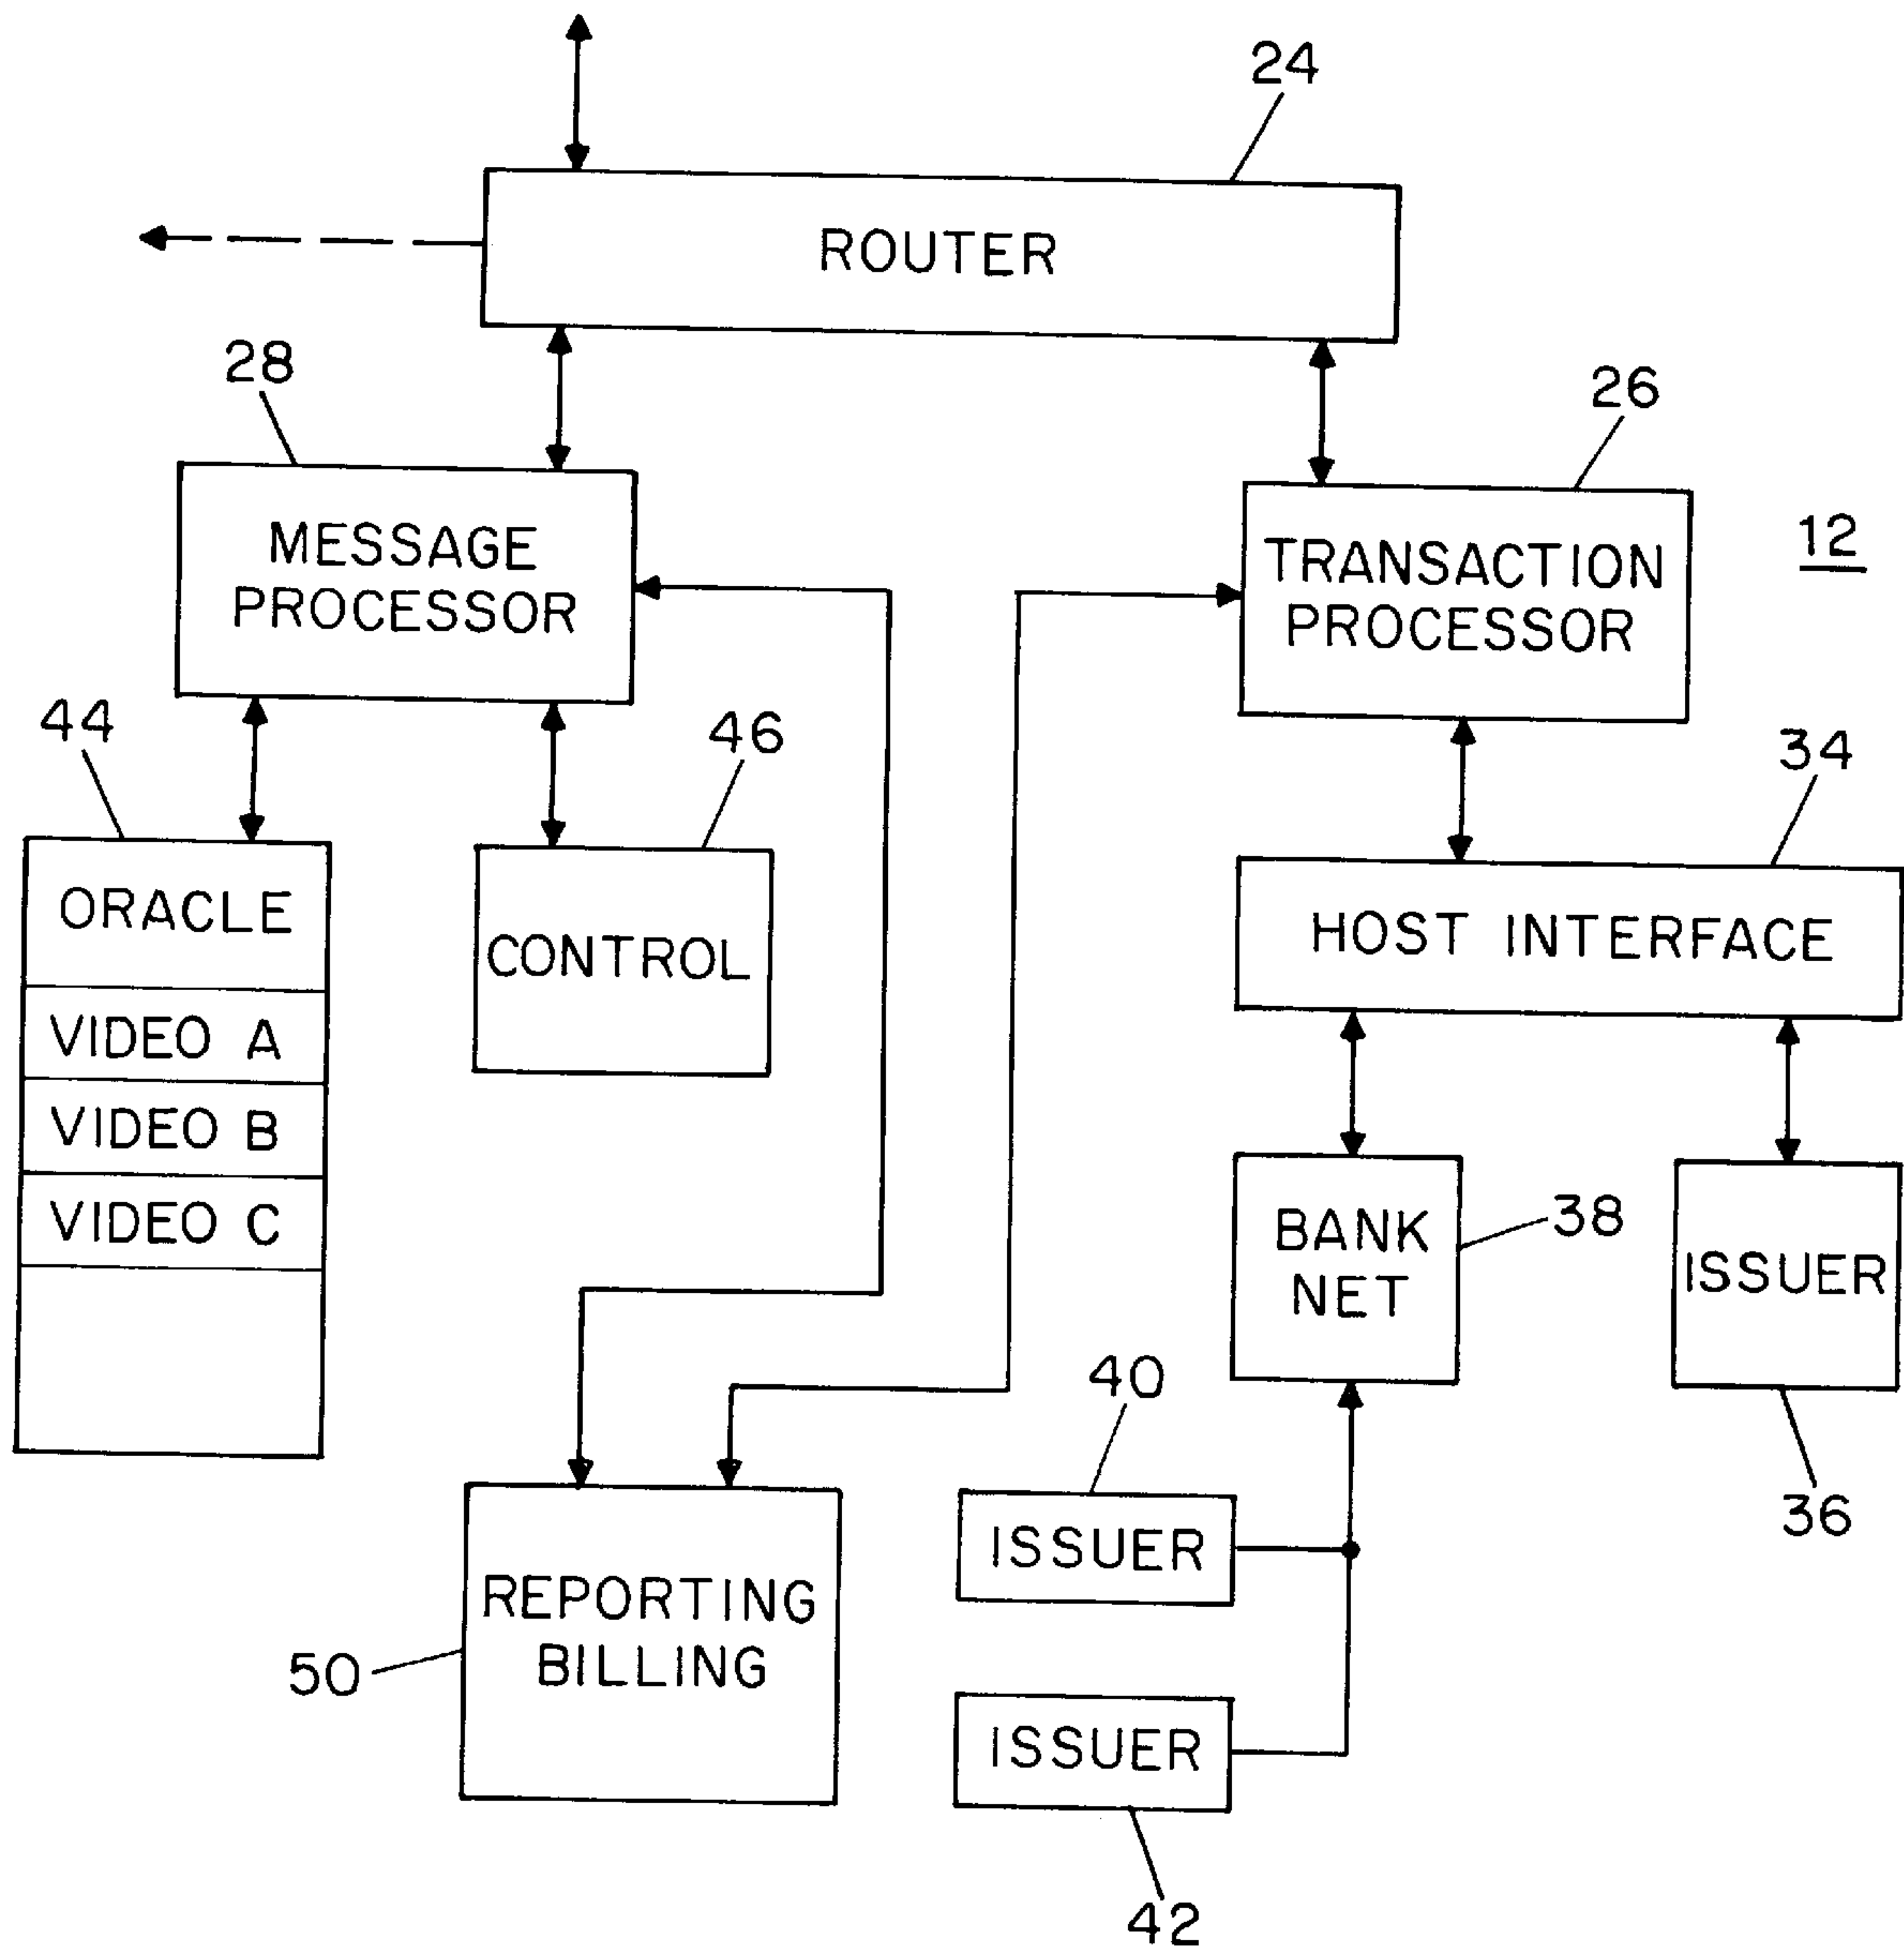 24
ROUTER
28
26
MESSAGE
PROCESSOR
TRANSACTION
PROCESSOR
12
44
46
34
ORACLE
VIDEO A
VIDEO B
VIDEO C
CONTROL
HOST INTERFACE
BANK
NET
38
ISSUER
36
40
ISSUER
REPORTING
BILLING
50
ISSUER
42